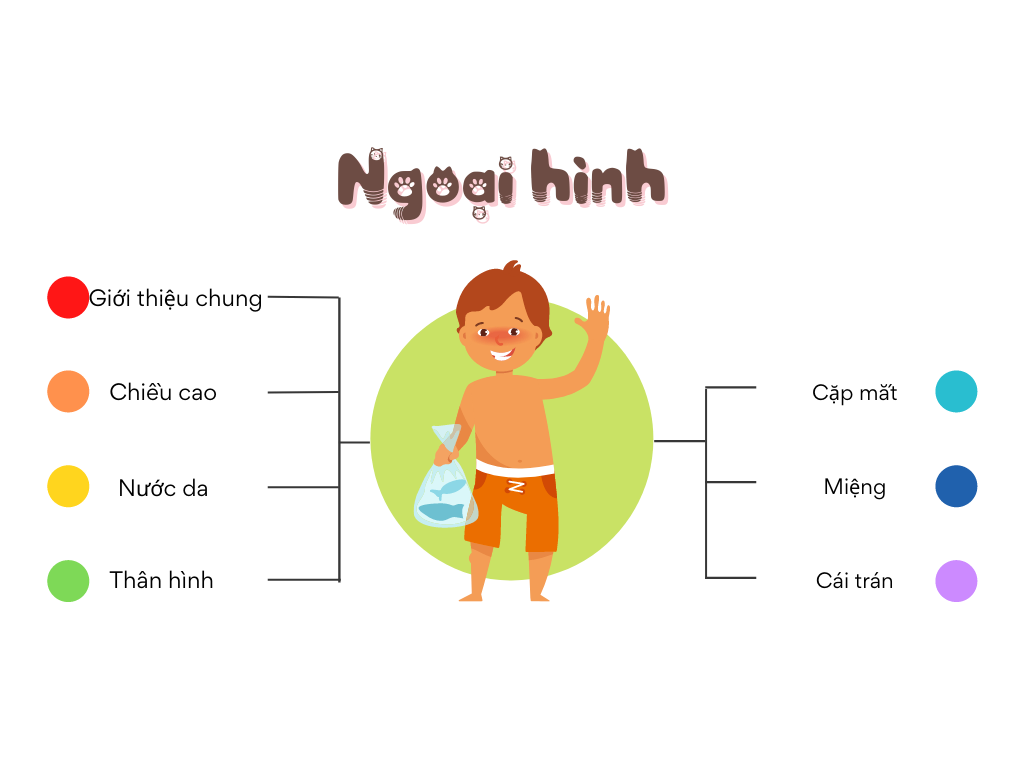 Ngoại hình
Giới thiệu chung
Chiều cao
Nước da
Thân hình
Cặp mắt
Miệng
Cái trán